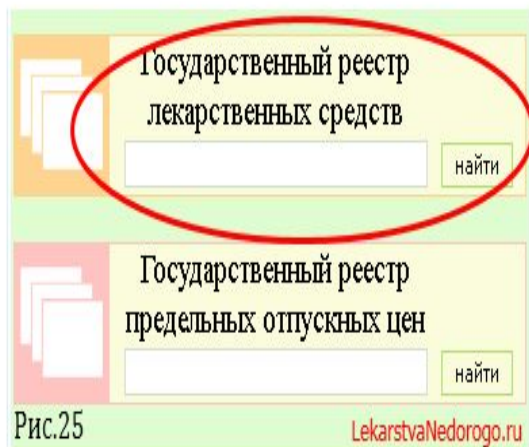 Государственный реестр
лекарственных средств
найти
Государственный реестр
предельных отпускных цен
найти
Рис.25
LekarstvaNedorogo.ru